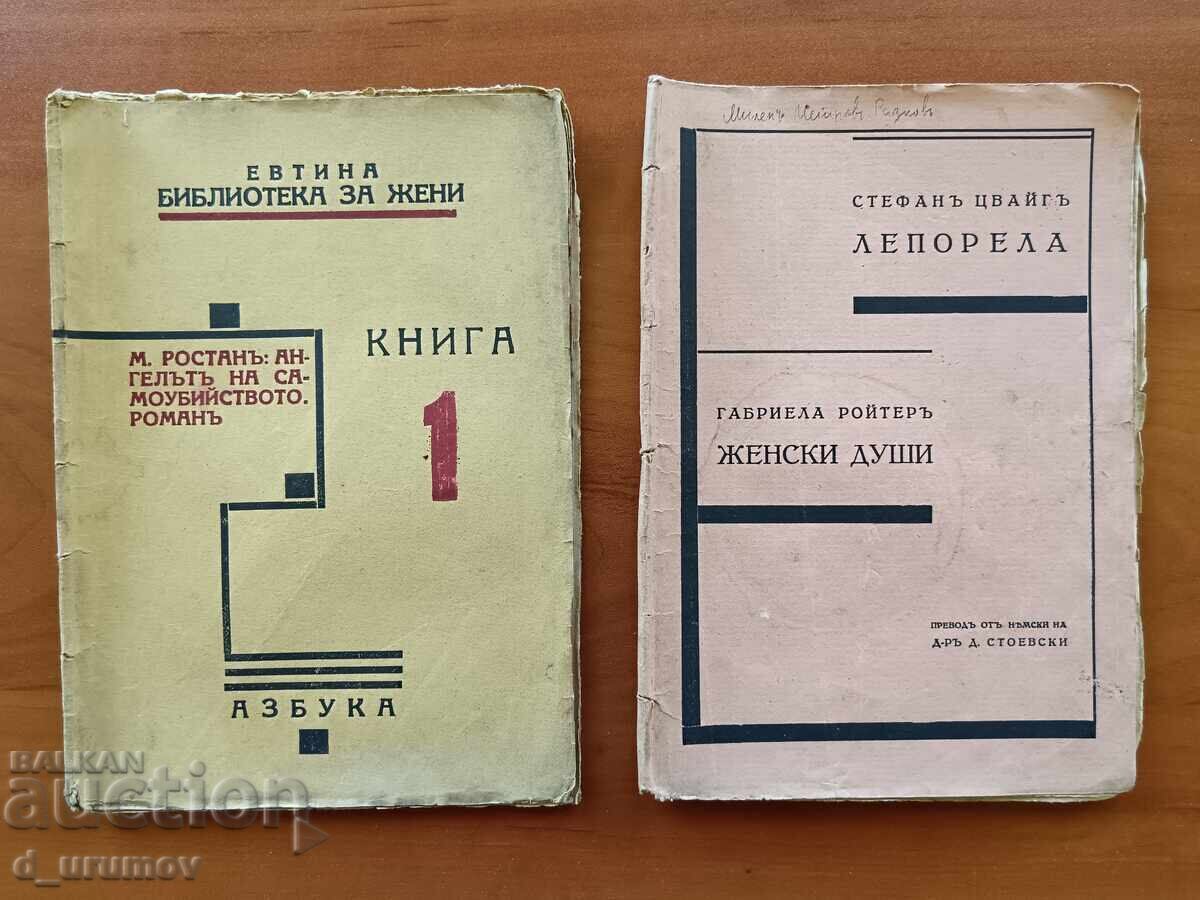 ЕВТИНА
БИБЛИОТЕКА ЗА ЖЕНИ
М. РОСТАНЪ: АН-
ГЕЛЪТЪ НА СА-
МОУБИЙСТВОТО.
РОМАНЪ
КНИГА
1
АЗБУКА
СТЕФАНЪ ЦВАЙГЪ
ЛЕПОРЕЛА
ГАБРИЕЛА РОЙТЕРЪ
ЖЕНСКИ ДУШИ
ПРЕВОДЪ ОТЪ НѢМСКИ НА
Д-РЪ Д. СТОЕВСКИ
BALKAN
auction
d_urumov